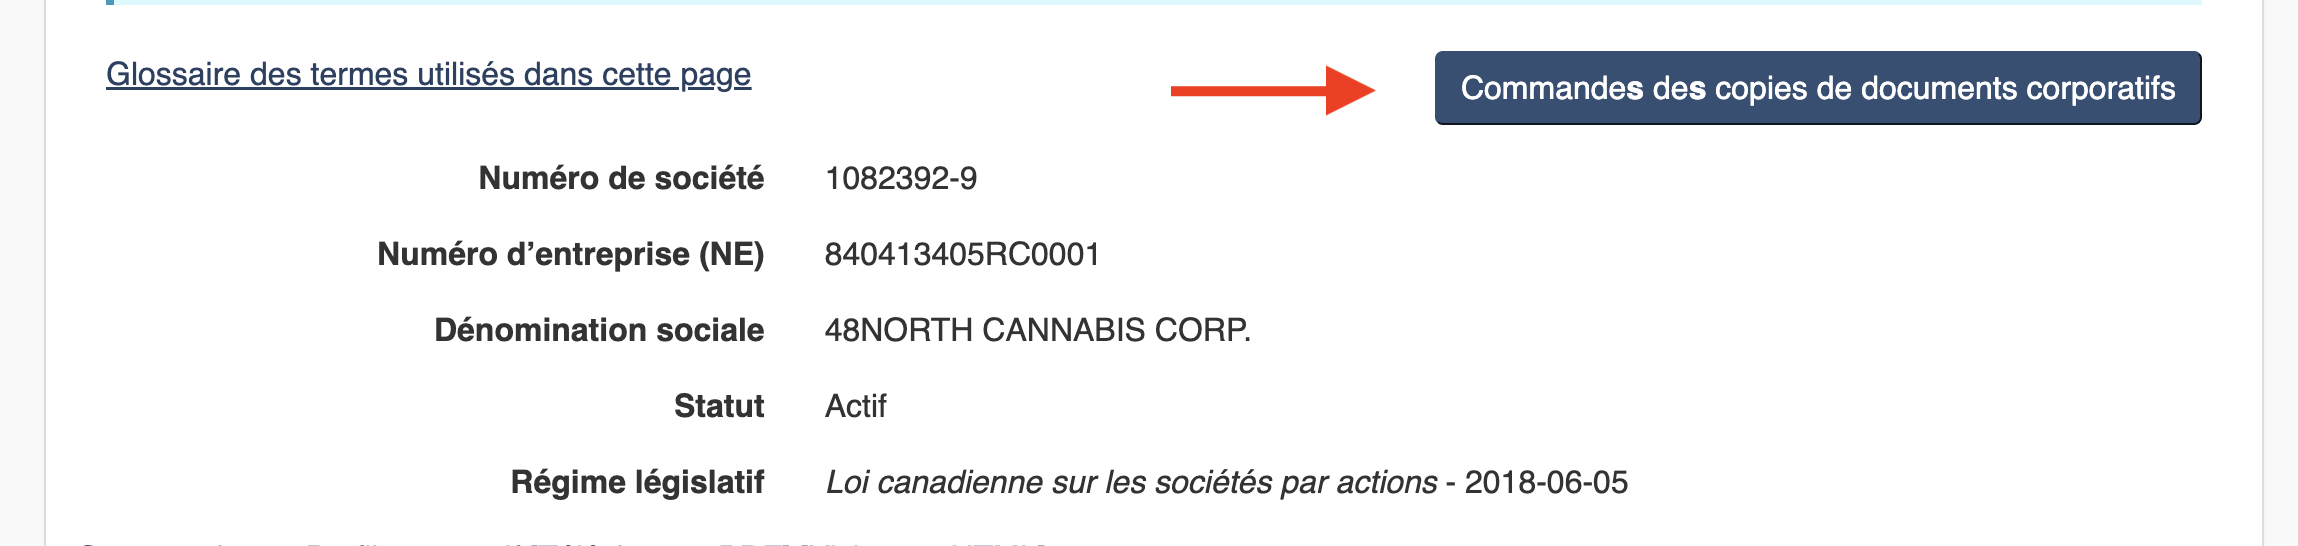 Glossaire des termes utilisés dans cette page
Commandes des copies de documents corporatifs
Numéro de société 1082392-9
Numéro d’entreprise (NE) 840413405RC0001
Dénomination sociale 48NORTH CANNABIS CORP.
Statut Actif
Régime législatif Loi canadienne sur les sociétés par actions - 2018-06-05